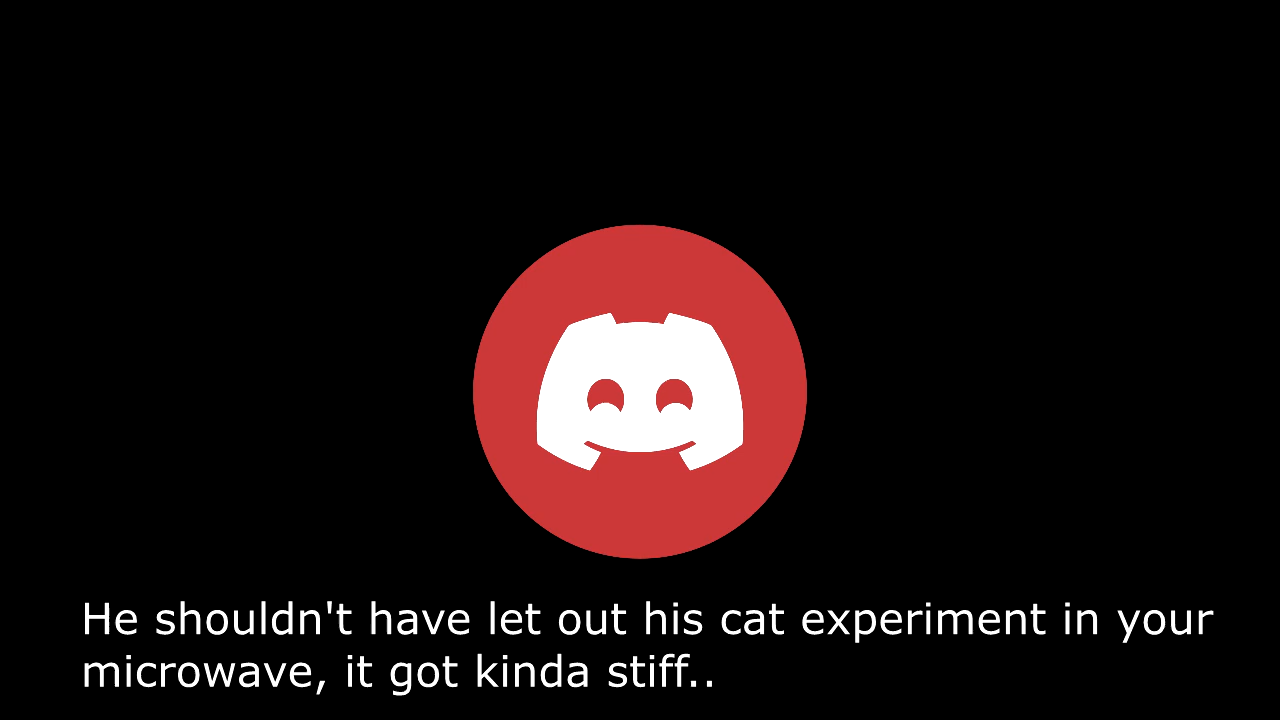 He shouldn't have let out his cat experiment in your
microwave, it got kinda stiff..